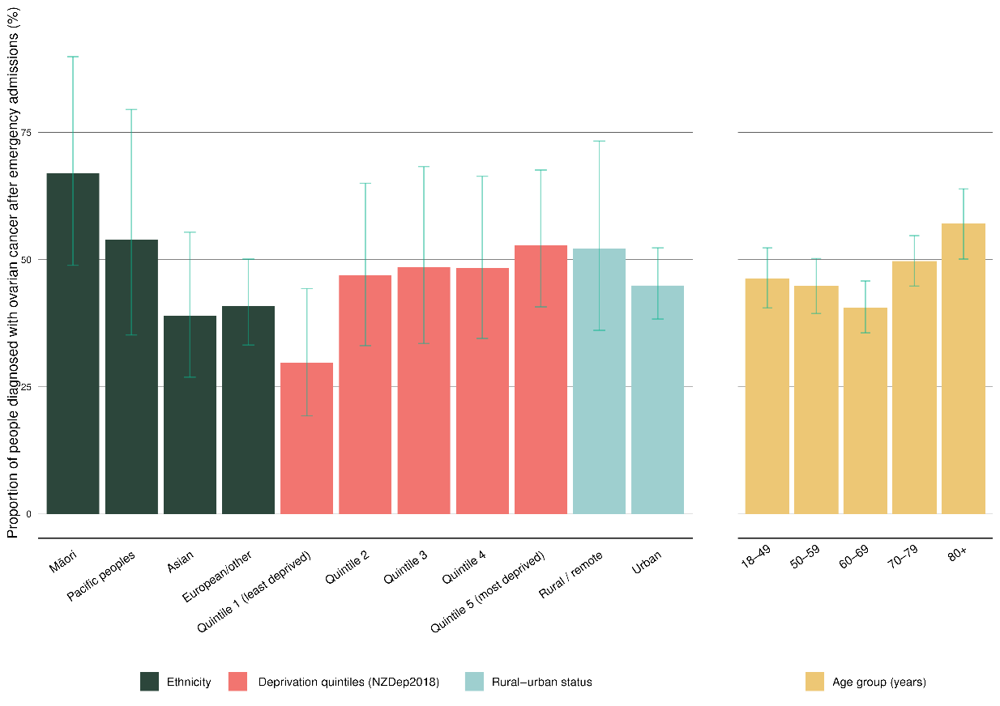 Proportion of people diagnosed with ovarian cancer after emergency admissions (%)
75
50
25
0
Māori
Pacific peoples
Asian
European/other
Quintile 1 (least deprived)
Quintile 2
Quintile 3
Quintile 4
Quintile 5 (most deprived)
Rural / remote
Urban
18–49
50–59
60–69
70–79
80+
Ethnicity
Deprivation quintiles (NZDep2018)
Rural–urban status
Age group (years)